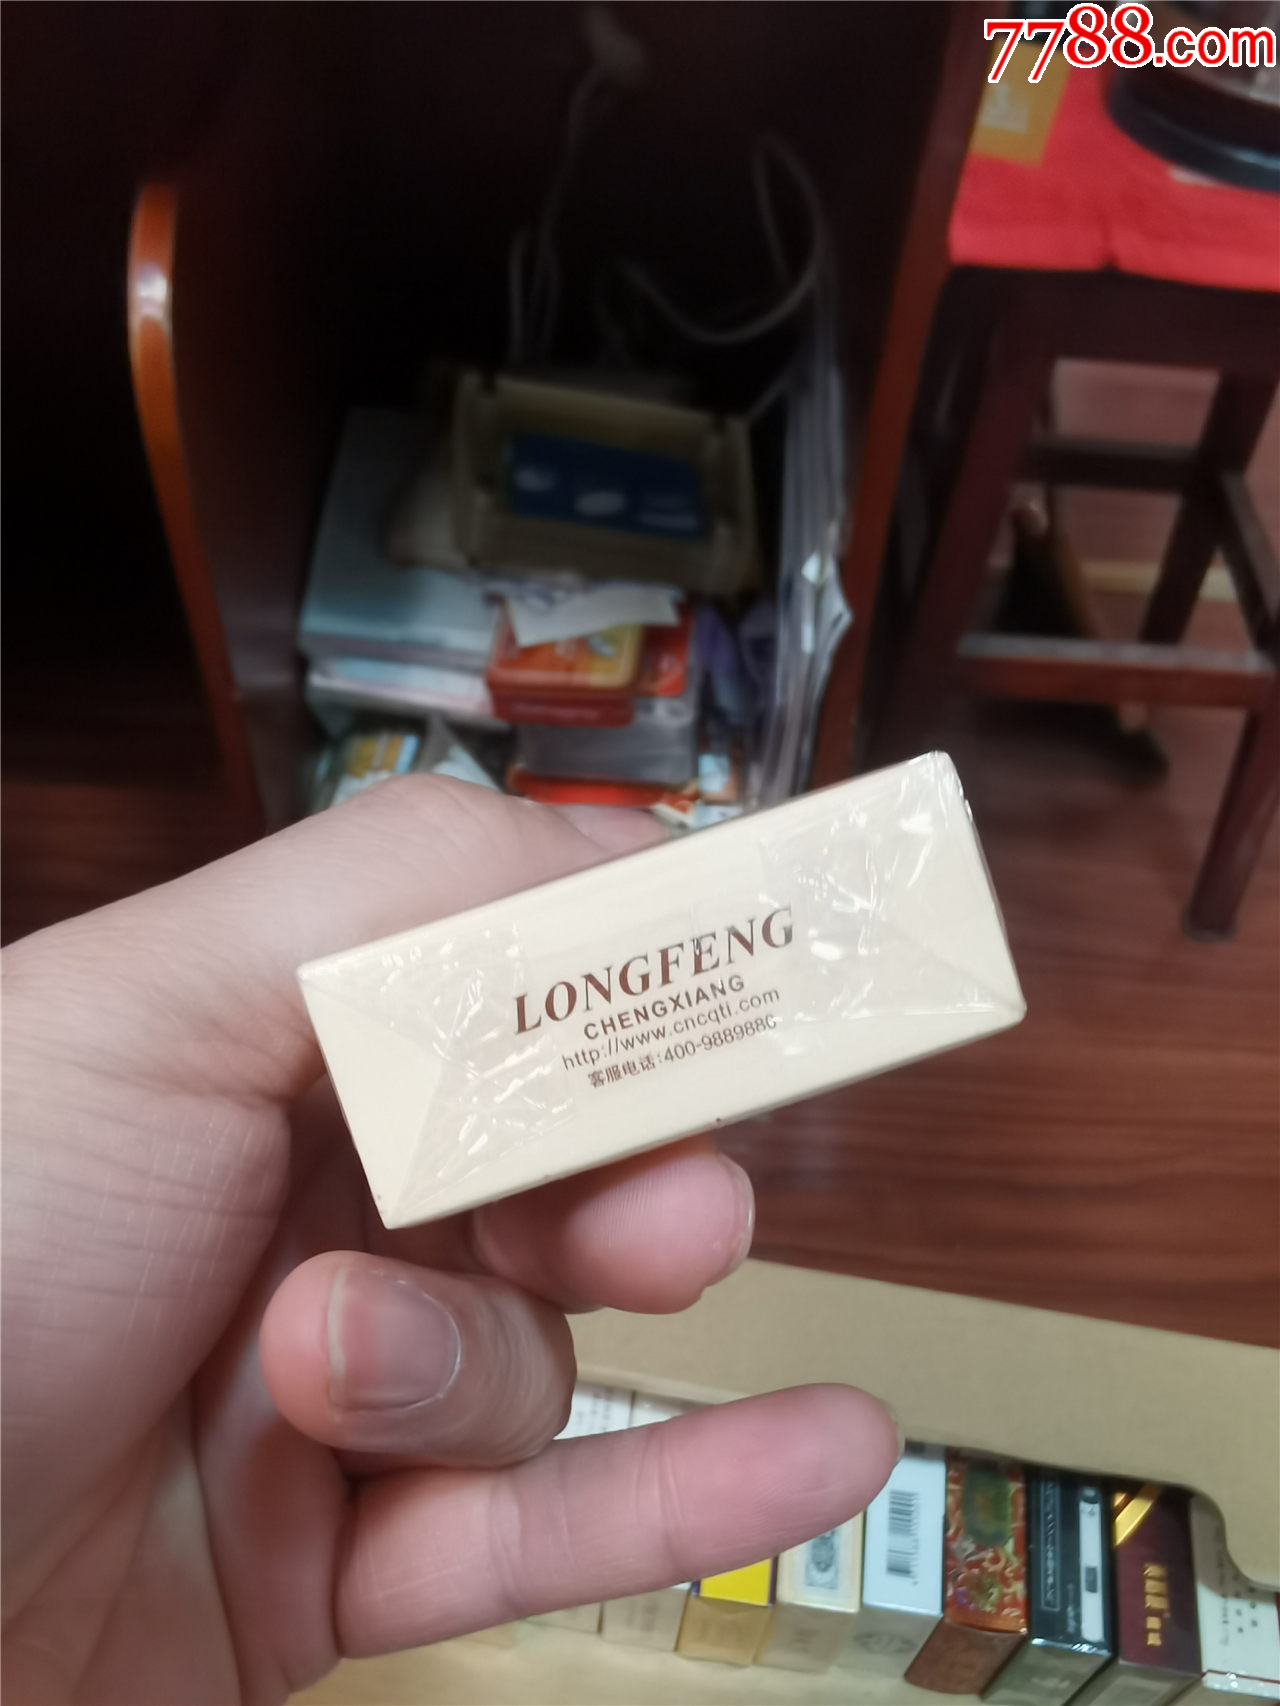 7788.com
LONGFENG
CHENGXIANG
http://www.cncqti.com
客服电话:400-9889880